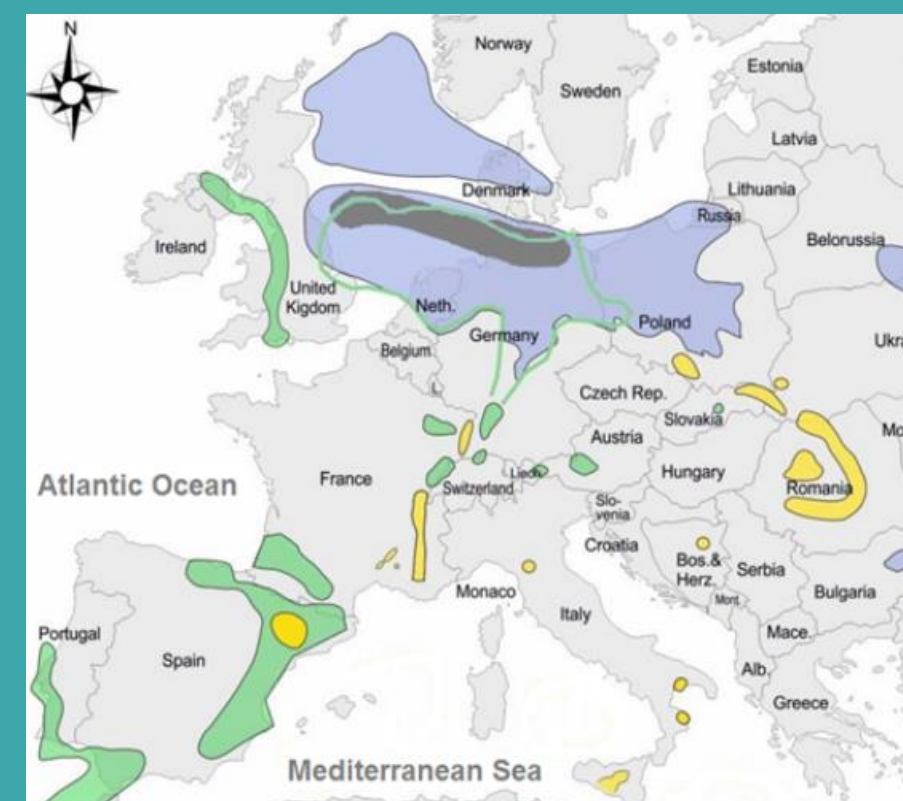 N
Norway
Estonia
Sweden
Latvia
Denmark
Lithuania
Russia
Ireland
Belorussia
United
Kigdom
Neth.
Poland
Germany
Ukra
Belgium
L.
Czech Rep.
Slovakia
Mo
Austria
France
Liech.
Hungary
Atlantic Ocean
Switzerland
Romania
Slo-
venia
Croatia
Bos.&
Herz.
Serbia
Monaco
Bulgaria
Mont.
Italy
Portugal
Mace.
Spain
Alb.
Greece
Mediterranean Sea